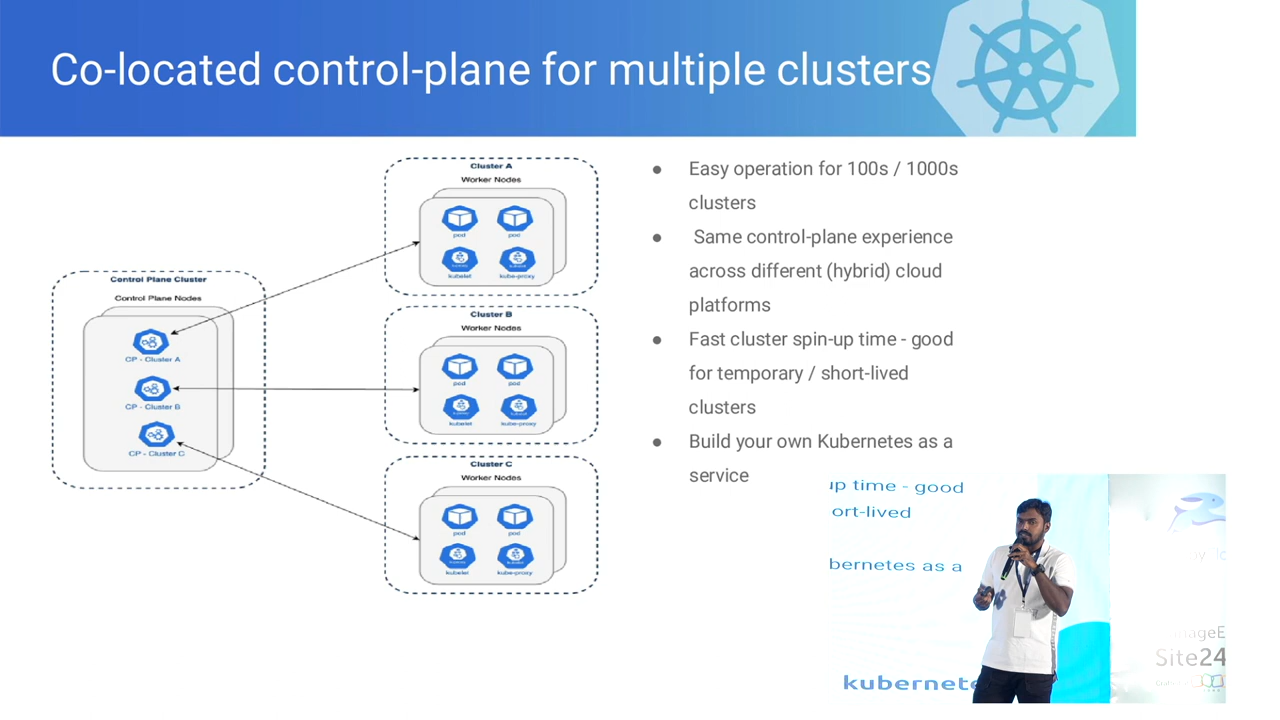 Co-located control-plane for multiple clusters
Control Plane Cluster
Control Plane Nodes
CP - Cluster A
CP - Cluster B
CP - Cluster C
Cluster A
Worker Nodes
pod
pod
kubelet
kube-proxy
Cluster B
Worker Nodes
pod
pod
kubelet
kube-proxy
Cluster C
Worker Nodes
pod
pod
kubelet
kube-proxy
● Easy operation for 100s / 1000s
clusters
● Same control-plane experience
across different (hybrid) cloud
platforms
● Fast cluster spin-up time - good
for temporary / short-lived
clusters
● Build your own Kubernetes as a
service
up time - good
ort-lived
bernetes as a
kubernete
nageE
Site24